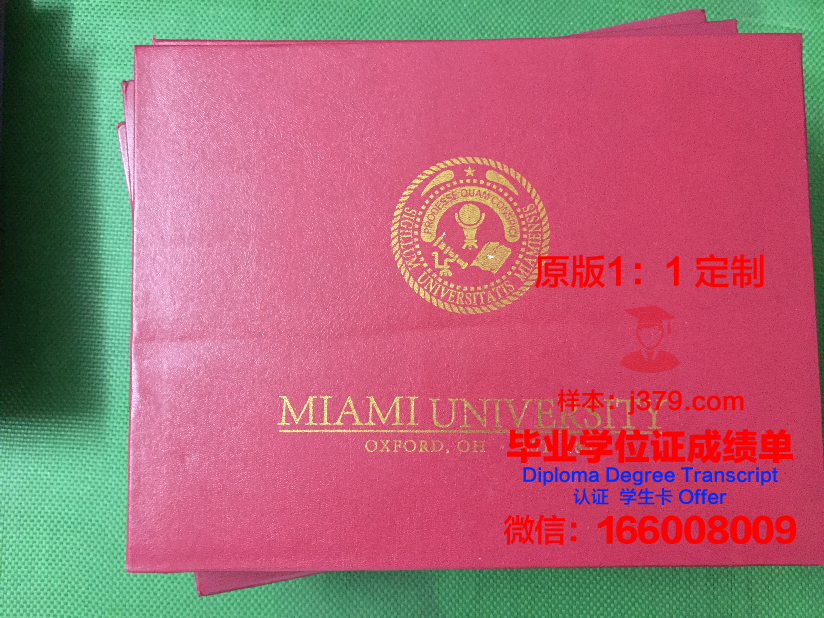 PRODESSE QUAM CONSPICI
SIGILLUM UNIVERSITATIS MIAMIENSIS
原版1：1 定制
MIAMI UNIVERSITY
样本：j379.com
OXFORD, OH
毕业学位证成绩单
Diploma Degree Transcript
认证 学生卡 Offer
微信：166008009